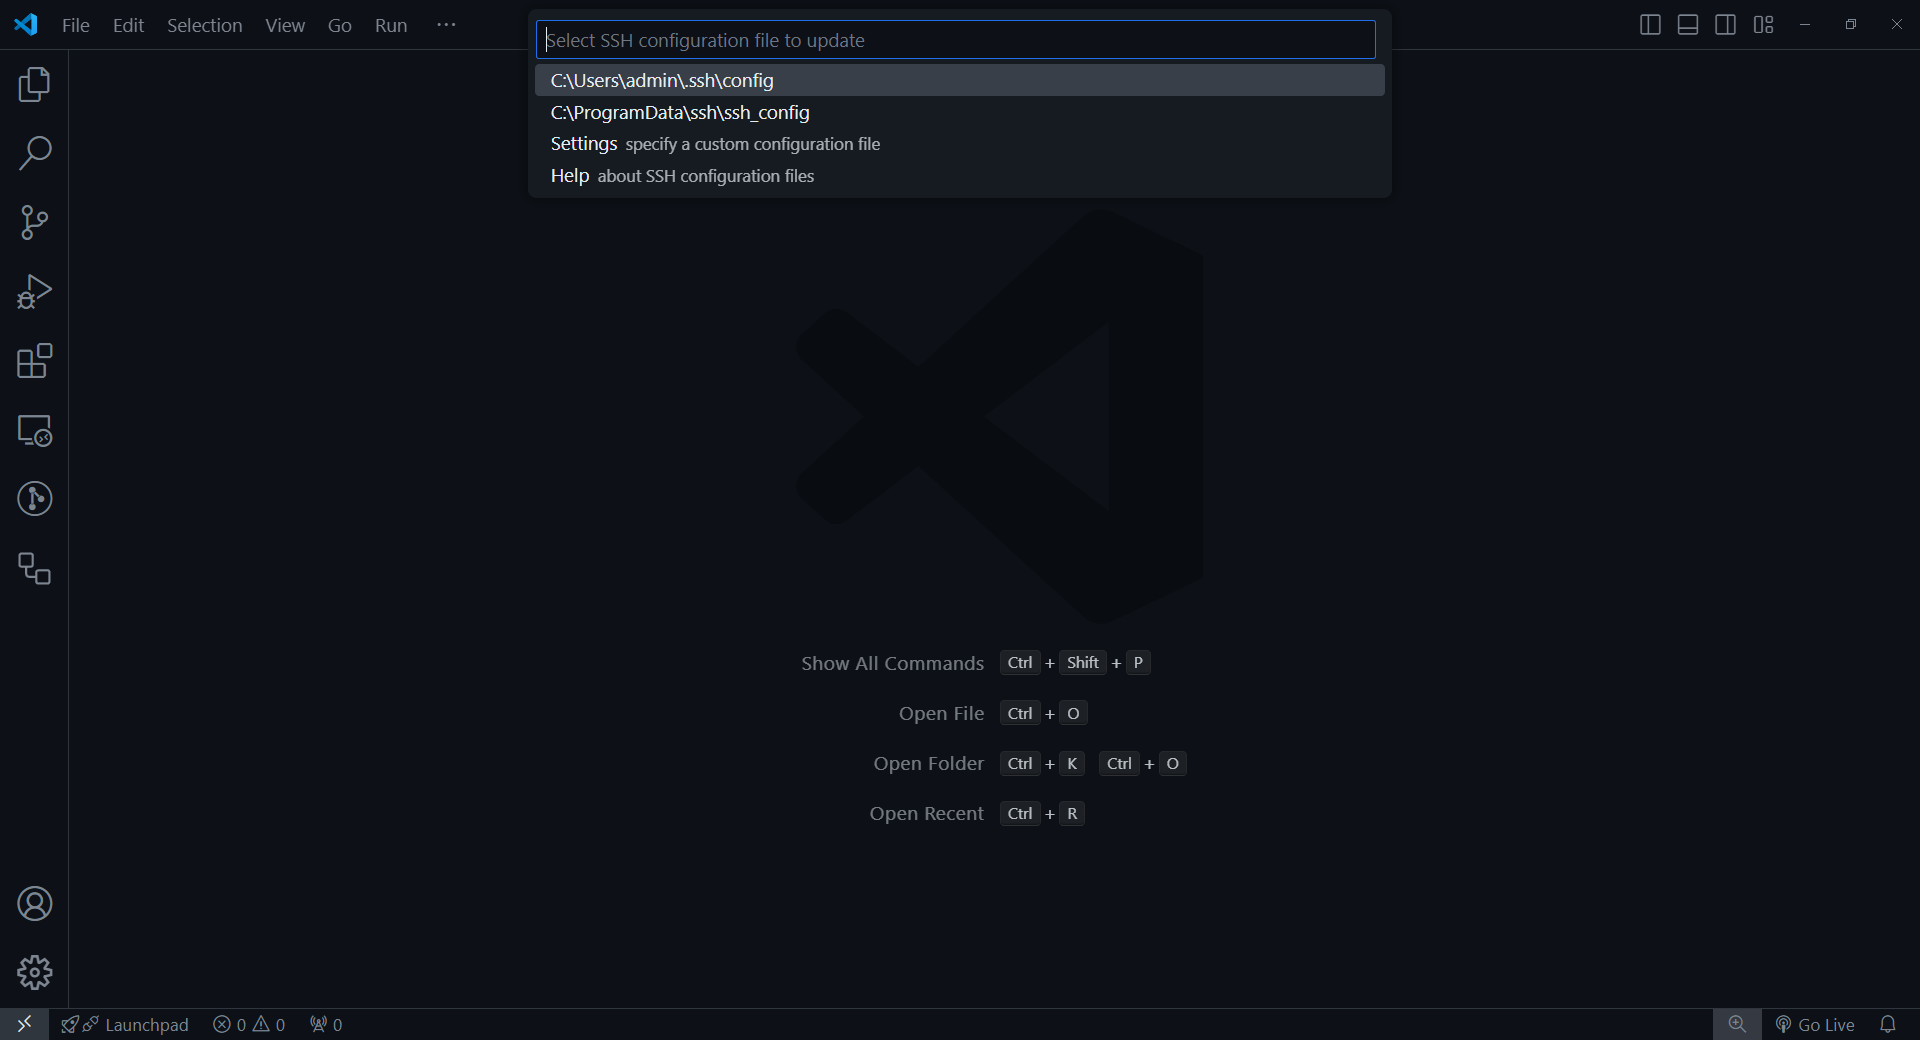 File Edit Selection View Go Run ···
Select SSH configuration file to update
C:\Users\admin\.ssh\config
C:\ProgramData\ssh\ssh_config
Settings specify a custom configuration file
Help about SSH configuration files
Show All Commands Ctrl + Shift + P
Open File Ctrl + O
Open Folder Ctrl + K Ctrl + O
Open Recent Ctrl + R
Launchpad 0 0 0 Go Live